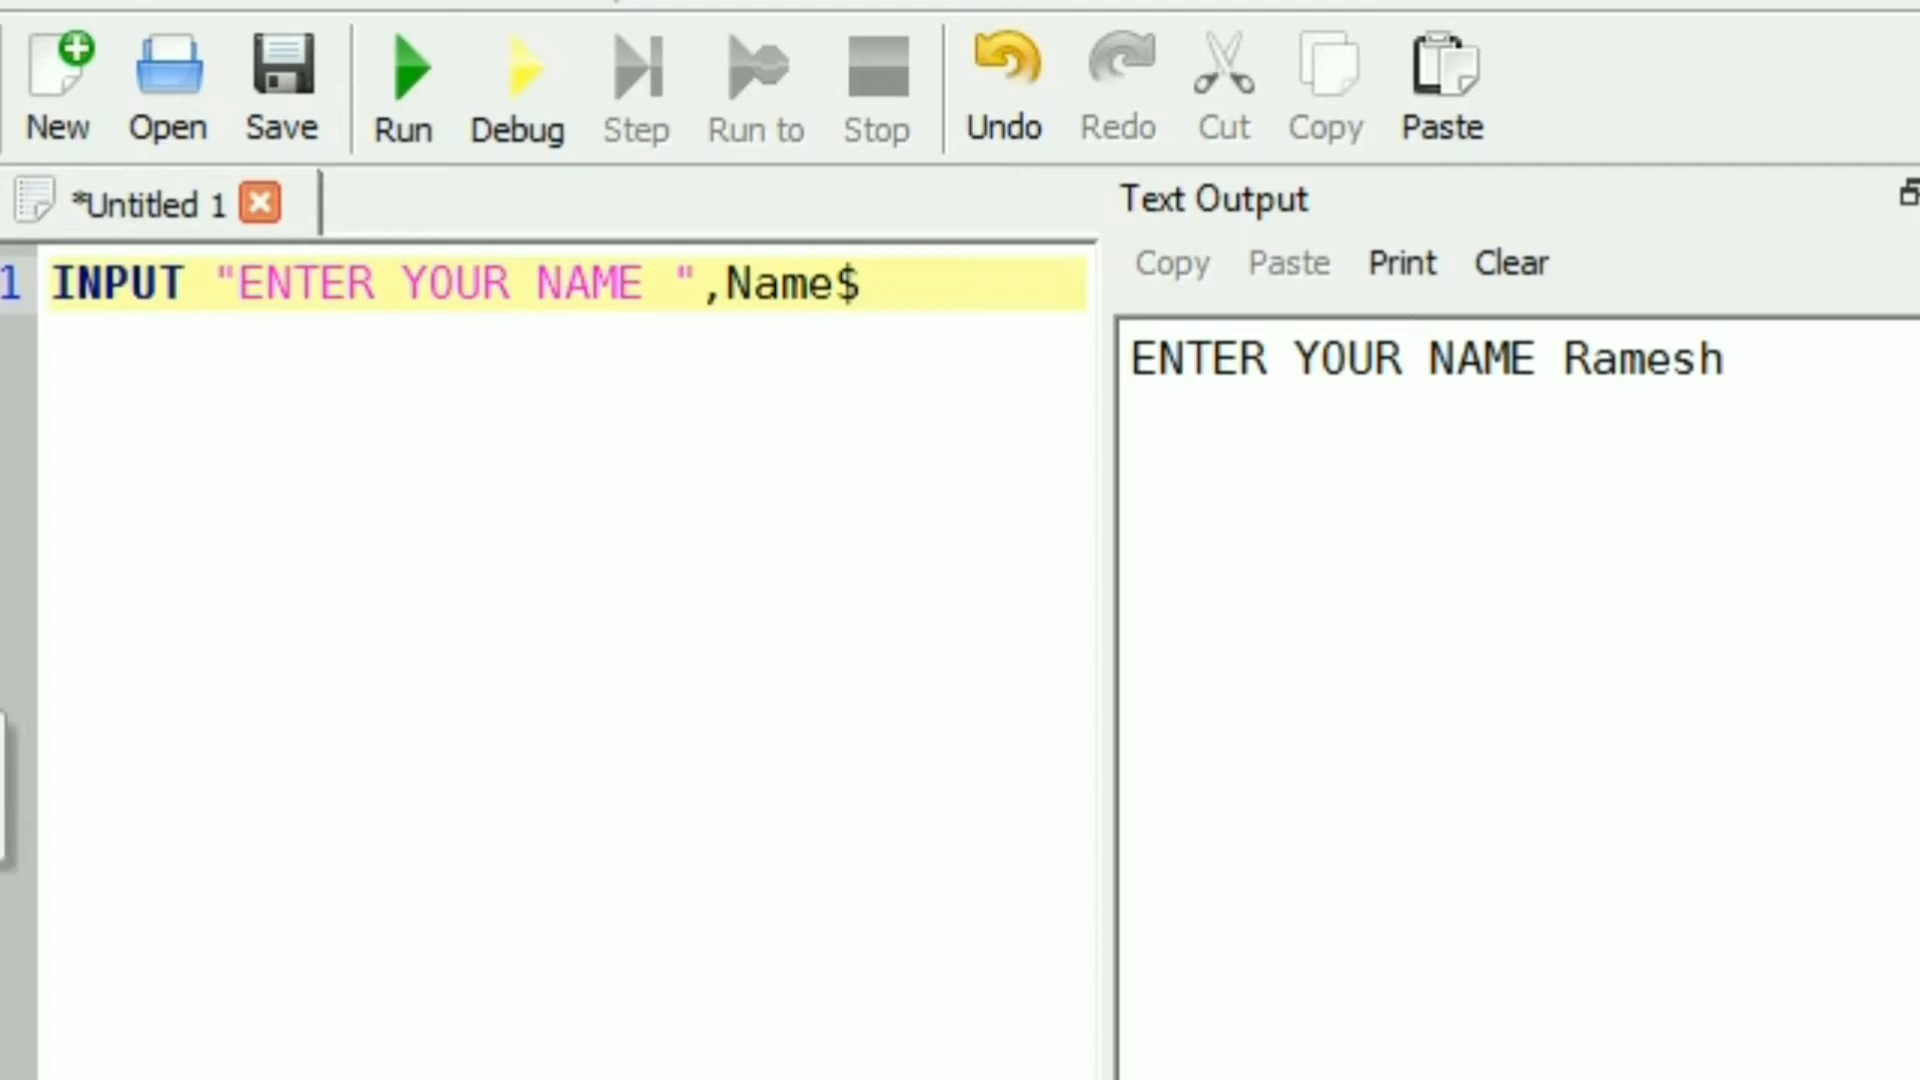 New Open Save Run Debug Step Run to Stop Undo Redo Cut Copy Paste
*Untitled 1
Text Output
Copy Paste Print Clear
1 INPUT "ENTER YOUR NAME ",Name$
ENTER YOUR NAME Ramesh